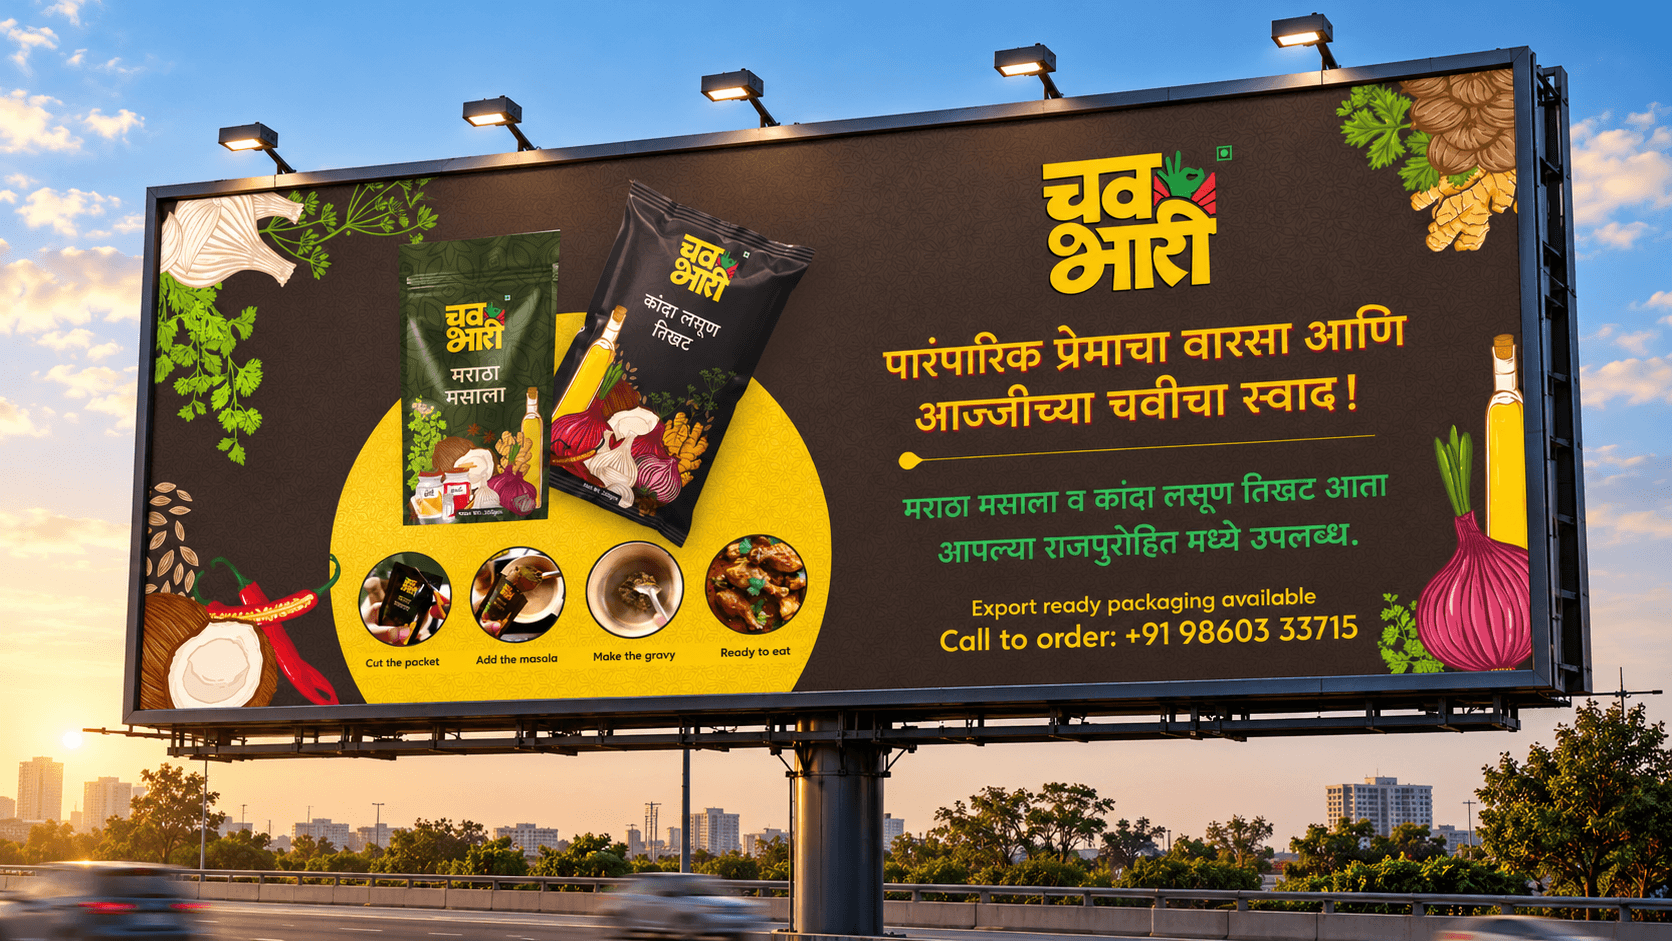 चव
भारी
मराठा
मसाला
चव
भारी
कांदा लसूण
तिखट
Cut the packet
Add the masala
Make the gravy
Ready to eat
चव
भारी
पारंपारिक प्रेमाचा वारसा आणि
आज्जीच्या चवीचा स्वाद!
मराठा मसाला व कांदा लसूण तिखट आता
आपल्या राजपुरोहित मध्ये उपलब्ध.
Export ready packaging available
Call to order: +91 98603 33715